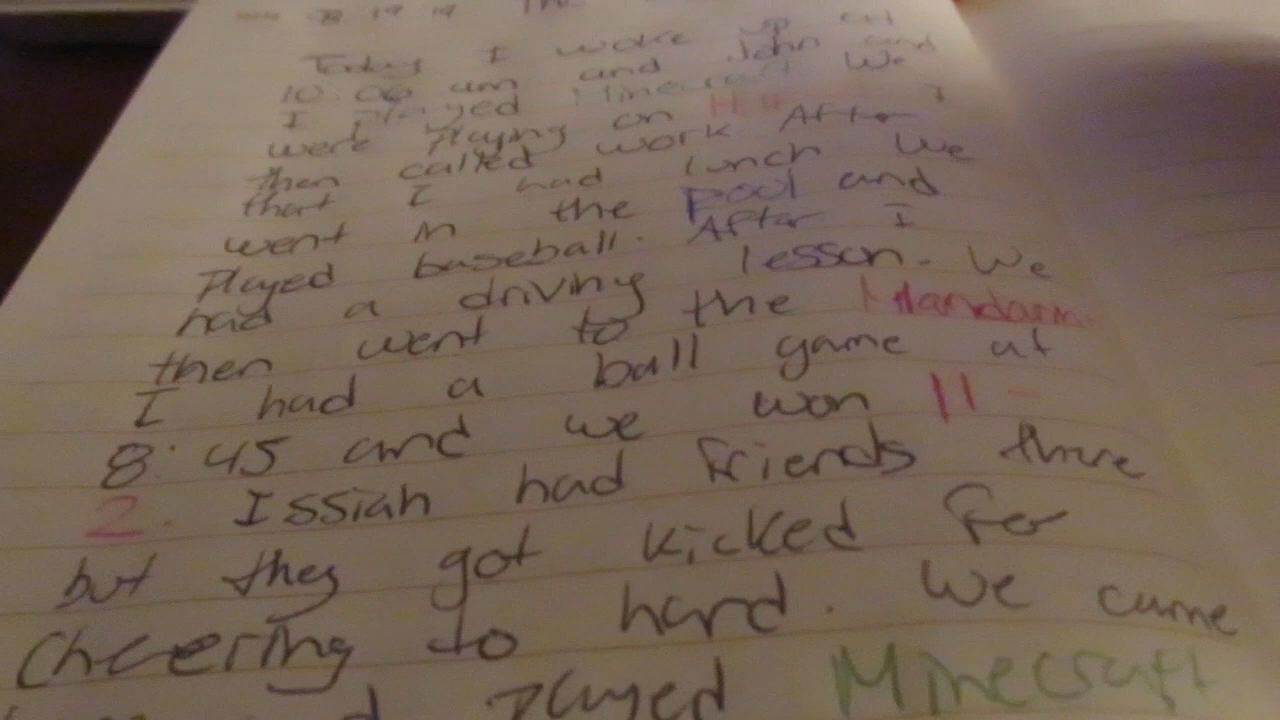 The
Today I woke up at
10:00 am and John and
I played Minecraft We
were Playing on
then called work After I
that I had lunch We
went in the Pool and
Played baseball. After I
had a driving lesson. We
then went to the Mandarin.
I had a ball game at
8:45 and we won 11-
2. Issiah had friends there
but they got kicked for
Cheering to hard. We came
played Minecraft